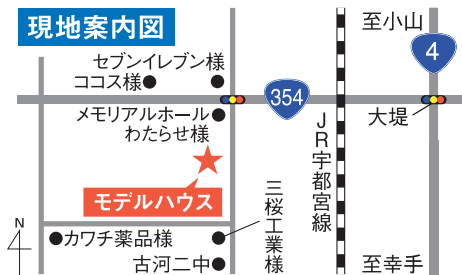 現地案内図
至小山
4
セブンイレブン様
ココス様
354
メモリアルホール
わたらせ様
大堤
JR宇都宮線
モデルハウス
三桜工業様
N
カワチ薬品様
古河二中
至幸手